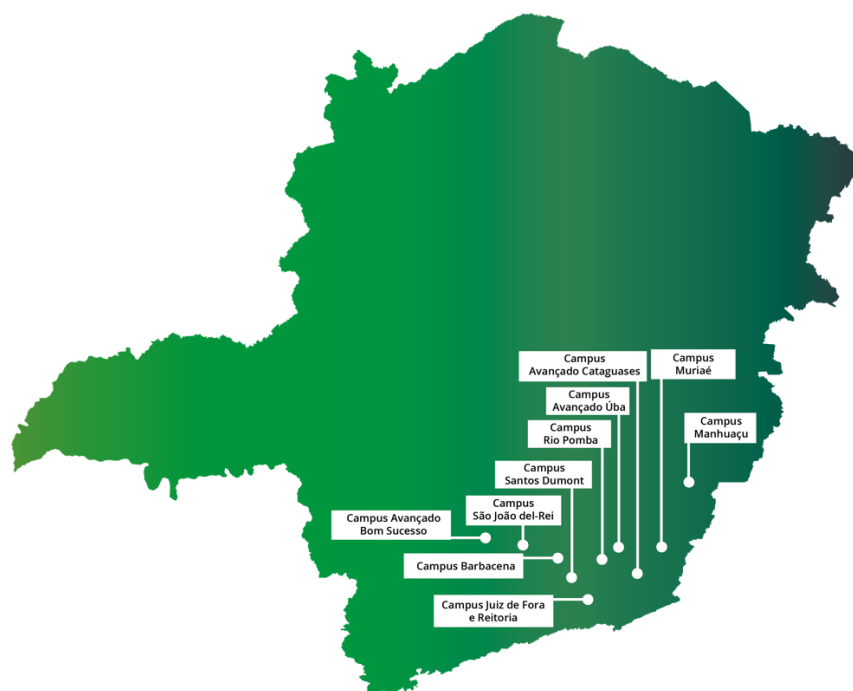 Campus
Avançado Cataguases
Campus
Muriaé
Campus
Avançado Úba
Campus
Rio Pomba
Campus
Manhuaçu
Campus
Santos Dumont
Campus
São João del-Rei
Campus Avançado
Bom Sucesso
Campus Barbacena
Campus Juiz de Fora
e Reitoria